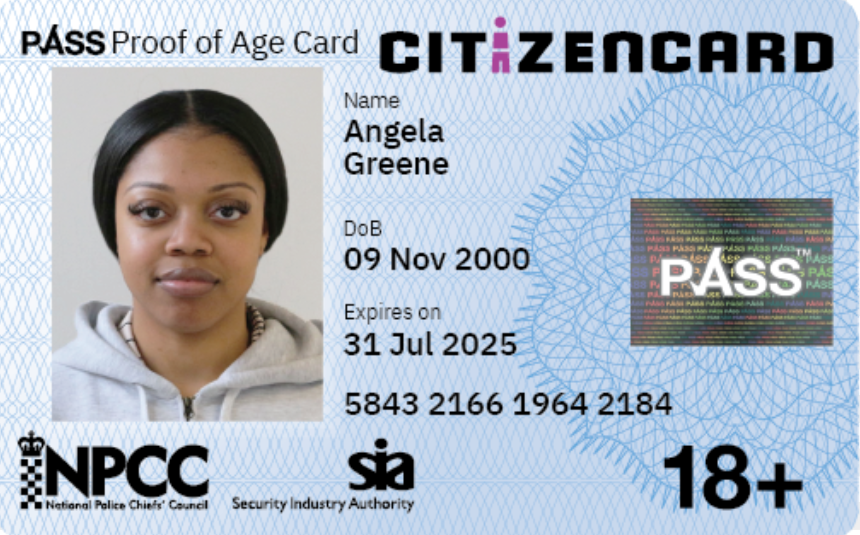 PASS Proof of Age Card
CITiZENCARD
Name
Angela
Greene
DoB
09 Nov 2000
Expires on
31 Jul 2025
5843 2166 1964 2184
PASS™
NPCC
National Police Chiefs' Council
sia
Security Industry Authority
18+